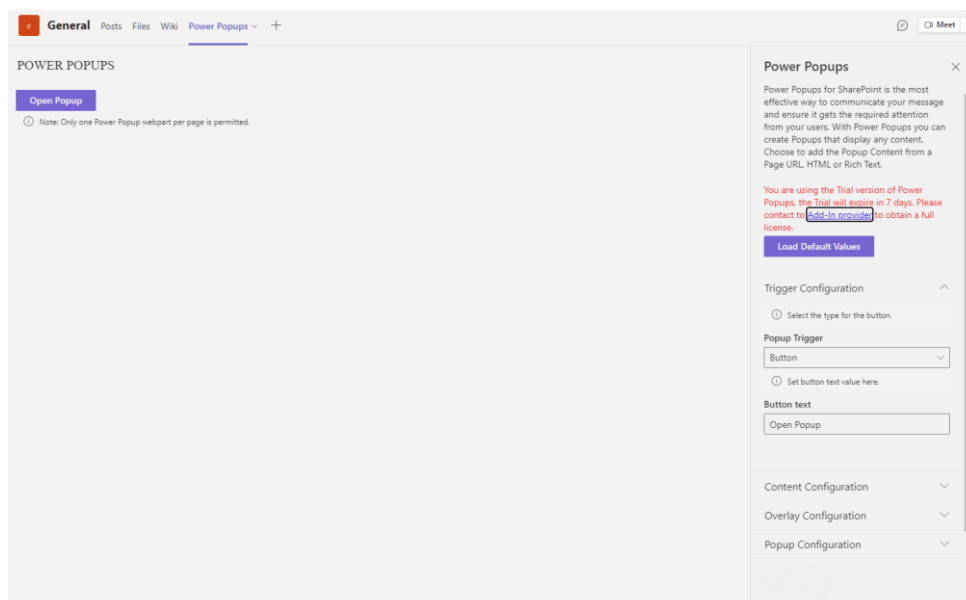 General Posts Files Wiki Power Popups
Meet
POWER POPUPS
Open Popup
Note: Only one Power Popup webpart per page is permitted.
Power Popups
Power Popups for SharePoint is the most
effective way to communicate your message
and ensure it gets the required attention
from your users. With Power Popups you can
create Popups that display any content.
Choose to add the Popup Content from a
Page URL, HTML or Rich Text.
You are using the Trial version of Power
Popups, the Trial will expire in 7 days. Please
contact to Add-In provider to obtain a full
license.
Load Default Values
Trigger Configuration
Select the type for the button.
Popup Trigger
Button
Set button text value here.
Button text
Open Popup
Content Configuration
Overlay Configuration
Popup Configuration